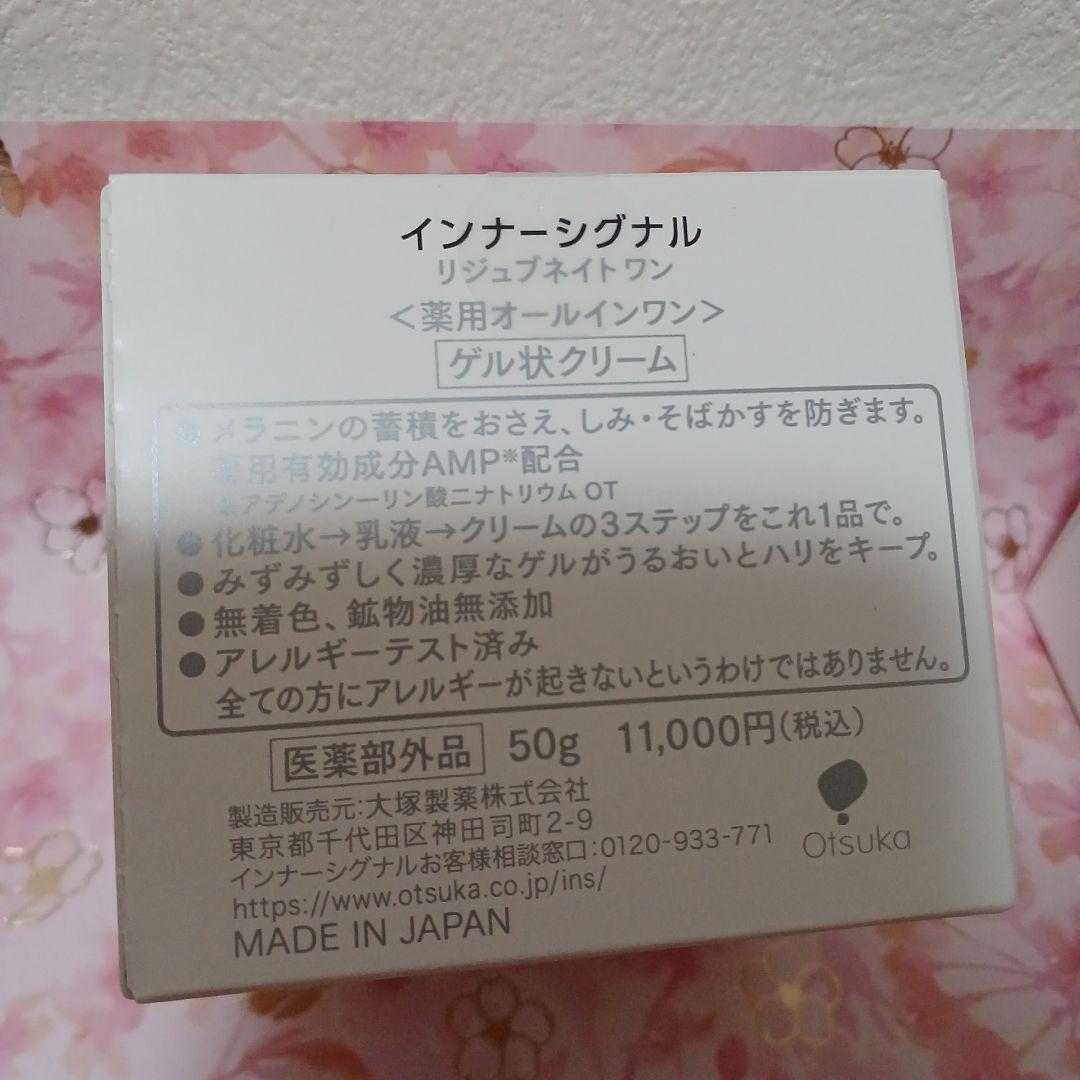 インナーシグナル
リジュブネイト ワン
＜薬用オールインワン＞
ゲル状クリーム
● メラニンの蓄積をおさえ、しみ・そばかすを防ぎます。
薬用有効成分AMP※配合
※アデノシン一リン酸二ナトリウム OT
● 化粧水→乳液→クリームの3ステップをこれ1品で。
● みずみずしく濃厚なゲルがうるおいとハリをキープ。
● 無着色、鉱物油無添加
● アレルギーテスト済み
全ての方にアレルギーが起きないというわけではありません。
医薬部外品 50g 11,000円(税込)
製造販売元:大塚製薬株式会社
東京都千代田区神田司町2-9
インナーシグナルお客様相談窓口:0120-933-771
https://www.otsuka.co.jp/ins/
MADE IN JAPAN
Otsuka